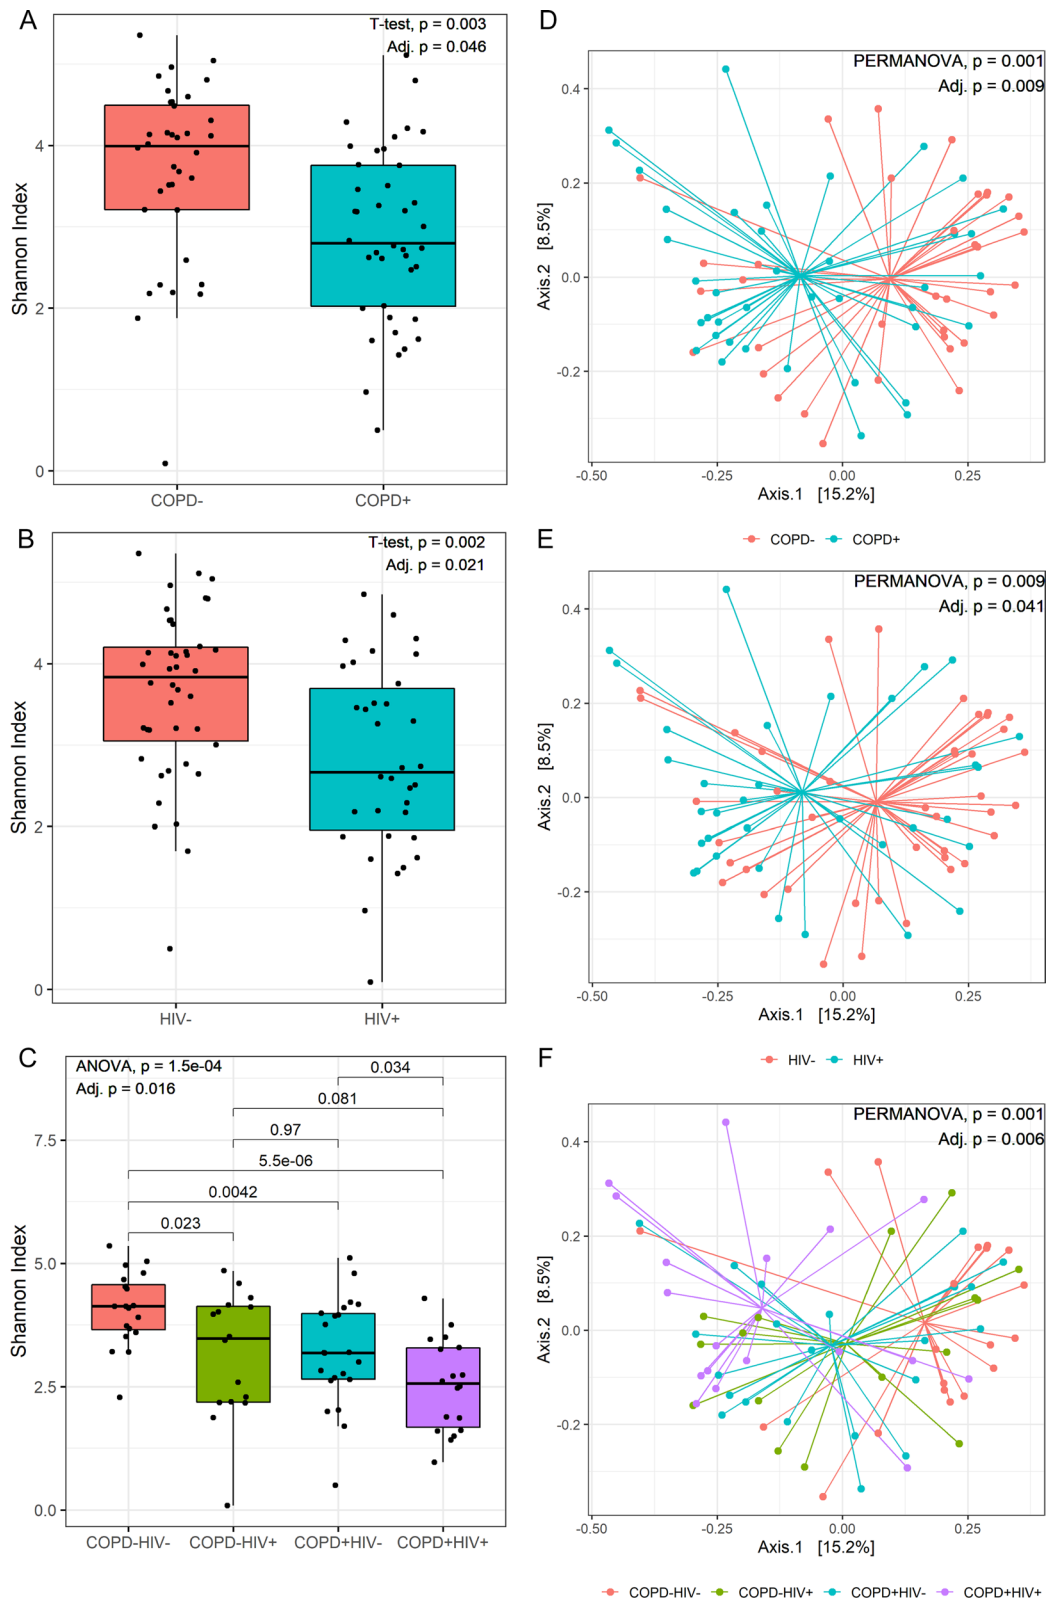 A
T-test, p = 0.003
Adj. p = 0.046
Shannon Index
4
2
0
COPD-
COPD+
D
PERMANOVA, p = 0.001
Adj. p = 0.009
Axis.2 [8.5%]
0.4
0.2
0.0
-0.2
-0.50
-0.25
0.00
0.25
Axis.1 [15.2%]
COPD-
COPD+
B
T-test, p = 0.002
Adj. p = 0.021
Shannon Index
4
2
0
HIV-
HIV+
E
PERMANOVA, p = 0.009
Adj. p = 0.041
Axis.2 [8.5%]
0.4
0.2
0.0
-0.2
-0.50
-0.25
0.00
0.25
Axis.1 [15.2%]
HIV-
HIV+
C
ANOVA, p = 1.5e-04
Adj. p = 0.016
0.034
0.081
0.97
5.5e-06
0.0042
0.023
Shannon Index
7.5
5.0
2.5
0.0
COPD-HIV-
COPD-HIV+
COPD+HIV-
COPD+HIV+
F
PERMANOVA, p = 0.001
Adj. p = 0.006
Axis.2 [8.5%]
0.4
0.2
0.0
-0.2
-0.50
-0.25
0.00
0.25
Axis.1 [15.2%]
COPD-HIV-
COPD-HIV+
COPD+HIV-
COPD+HIV+